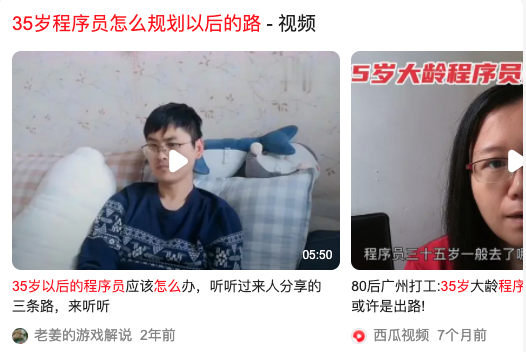 35岁程序员怎么规划以后的路 - 视频
5岁大龄程序员
05:50
程序员三十五岁一般去了
35岁以后的程序员应该怎么办，听听过来人分享的
三条路，来听听
老姜的游戏解说 2年前
80后广州打工:35岁大龄程序
或许是出路!
西瓜视频 7个月前